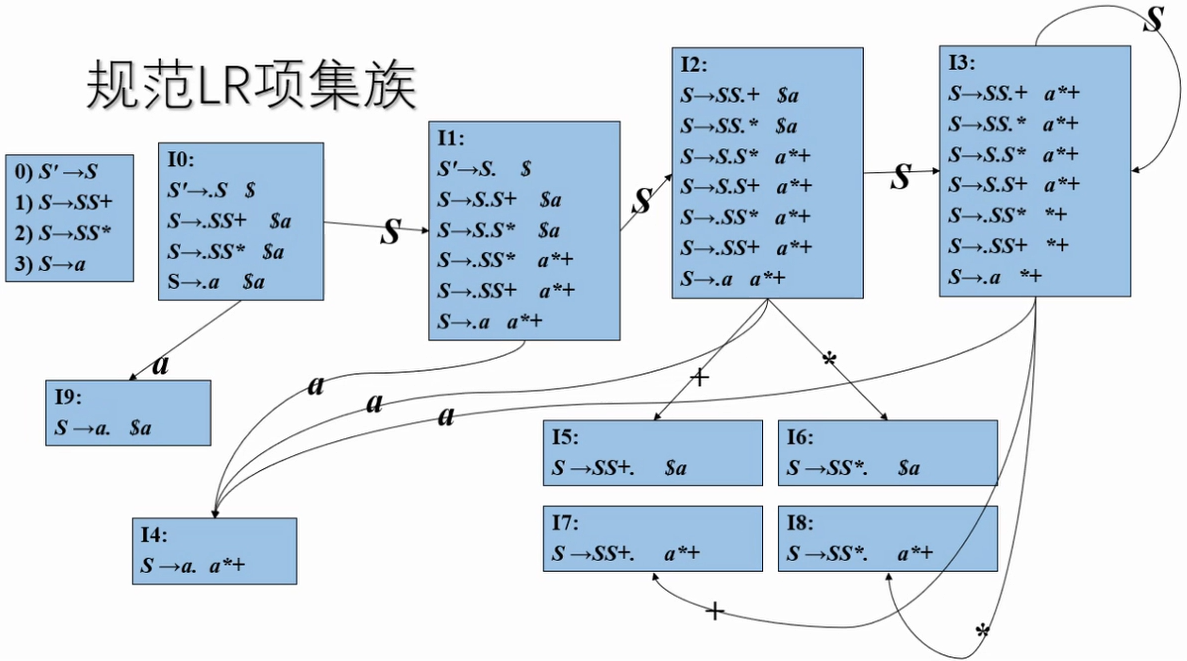 规范LR项集族
0) S' →S
1) S→SS+
2) S→SS*
3) S→a
I0:
S'→.S $
S→.SS+ $a
S→.SS* $a
S→.a $a
S
I1:
S'→S. $
S→S.S+ $a
S→S.S* $a
S→.SS* a*+
S→.SS+ a*+
S→.a a*+
S
I2:
S→SS.+ $a
S→SS.* $a
S→S.S* a*+
S→S.S+ a*+
S→.SS* a*+
S→.SS+ a*+
S→.a a*+
S
I3:
S→SS.+ a*+
S→SS.* a*+
S→S.S* a*+
S→S.S+ a*+
S→.SS* *+
S→.SS+ *+
S→.a *+
S
a
I9:
S →a. $a
a
a
a
+
*
I4:
S →a. a*+
I5:
S →SS+. $a
I6:
S →SS*. $a
I7:
S →SS+. a*+
I8:
S →SS*. a*+
+
*